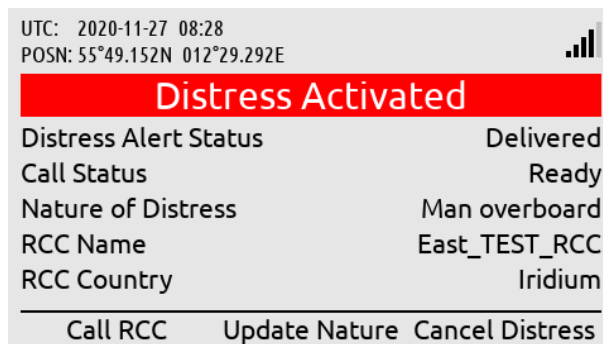 UTC: 2020-11-27 08:28
POSN: 55°49.152N 012°29.292E
Distress Activated
Distress Alert Status Delivered
Call Status Ready
Nature of Distress Man overboard
RCC Name East_TEST_RCC
RCC Country Iridium
Call RCC Update Nature Cancel Distress